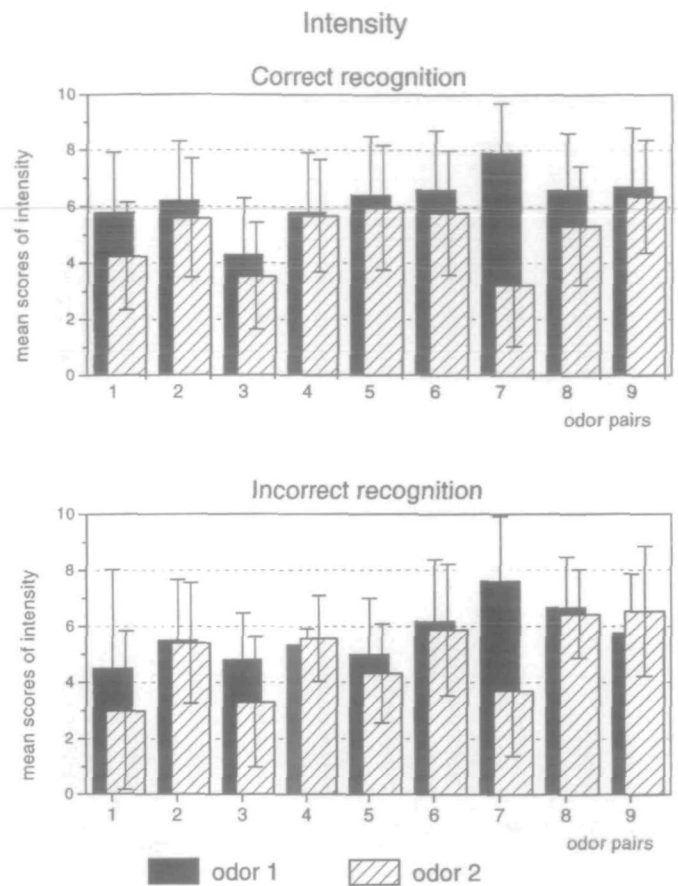 Intensity
Correct recognition
mean scores of intensity
10
8
6
4
2
0
1 2 3 4 5 6 7 8 9
odor pairs
Incorrect recognition
mean scores of intensity
10
8
6
4
2
0
1 2 3 4 5 6 7 8 9
odor pairs
odor 1 odor 2